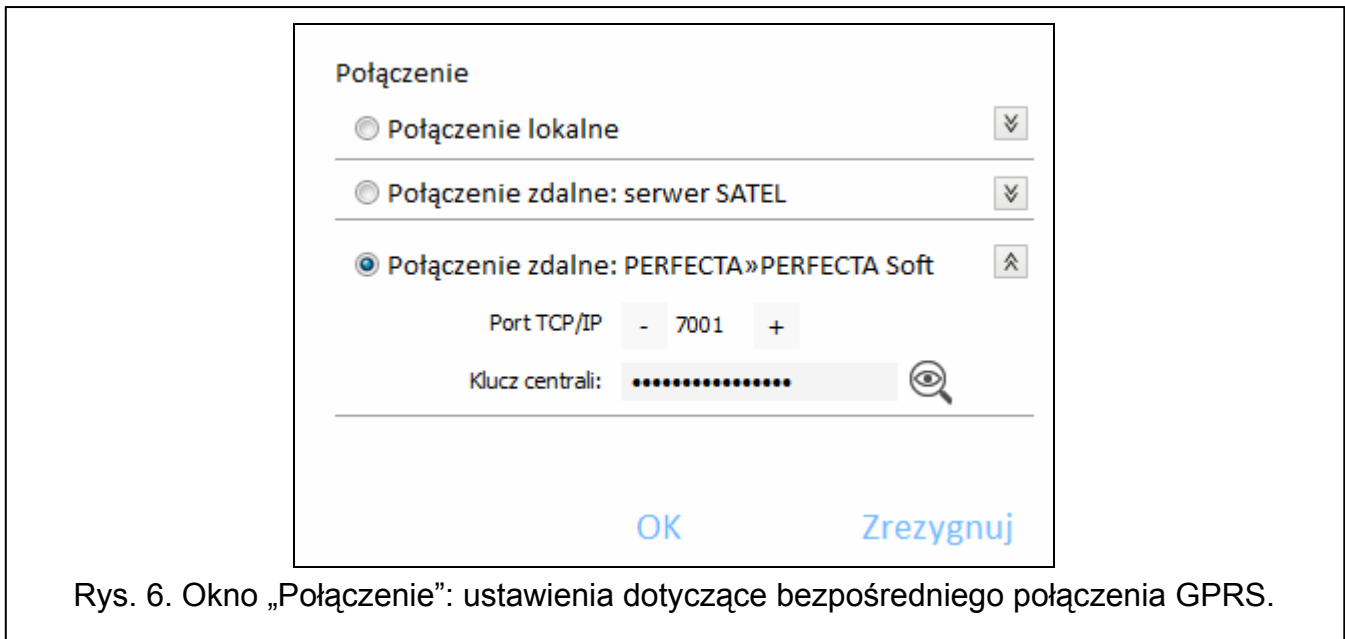 Połączenie
Połączenie lokalne
Połączenie zdalne: serwer SATEL
Połączenie zdalne: PERFECTA»PERFECTA Soft
Port TCP/IP - 7001 +
Klucz centrali: ••••••••••••••••
OK Zrezygnuj
Rys. 6. Okno „Połączenie”: ustawienia dotyczące bezpośredniego połączenia GPRS.